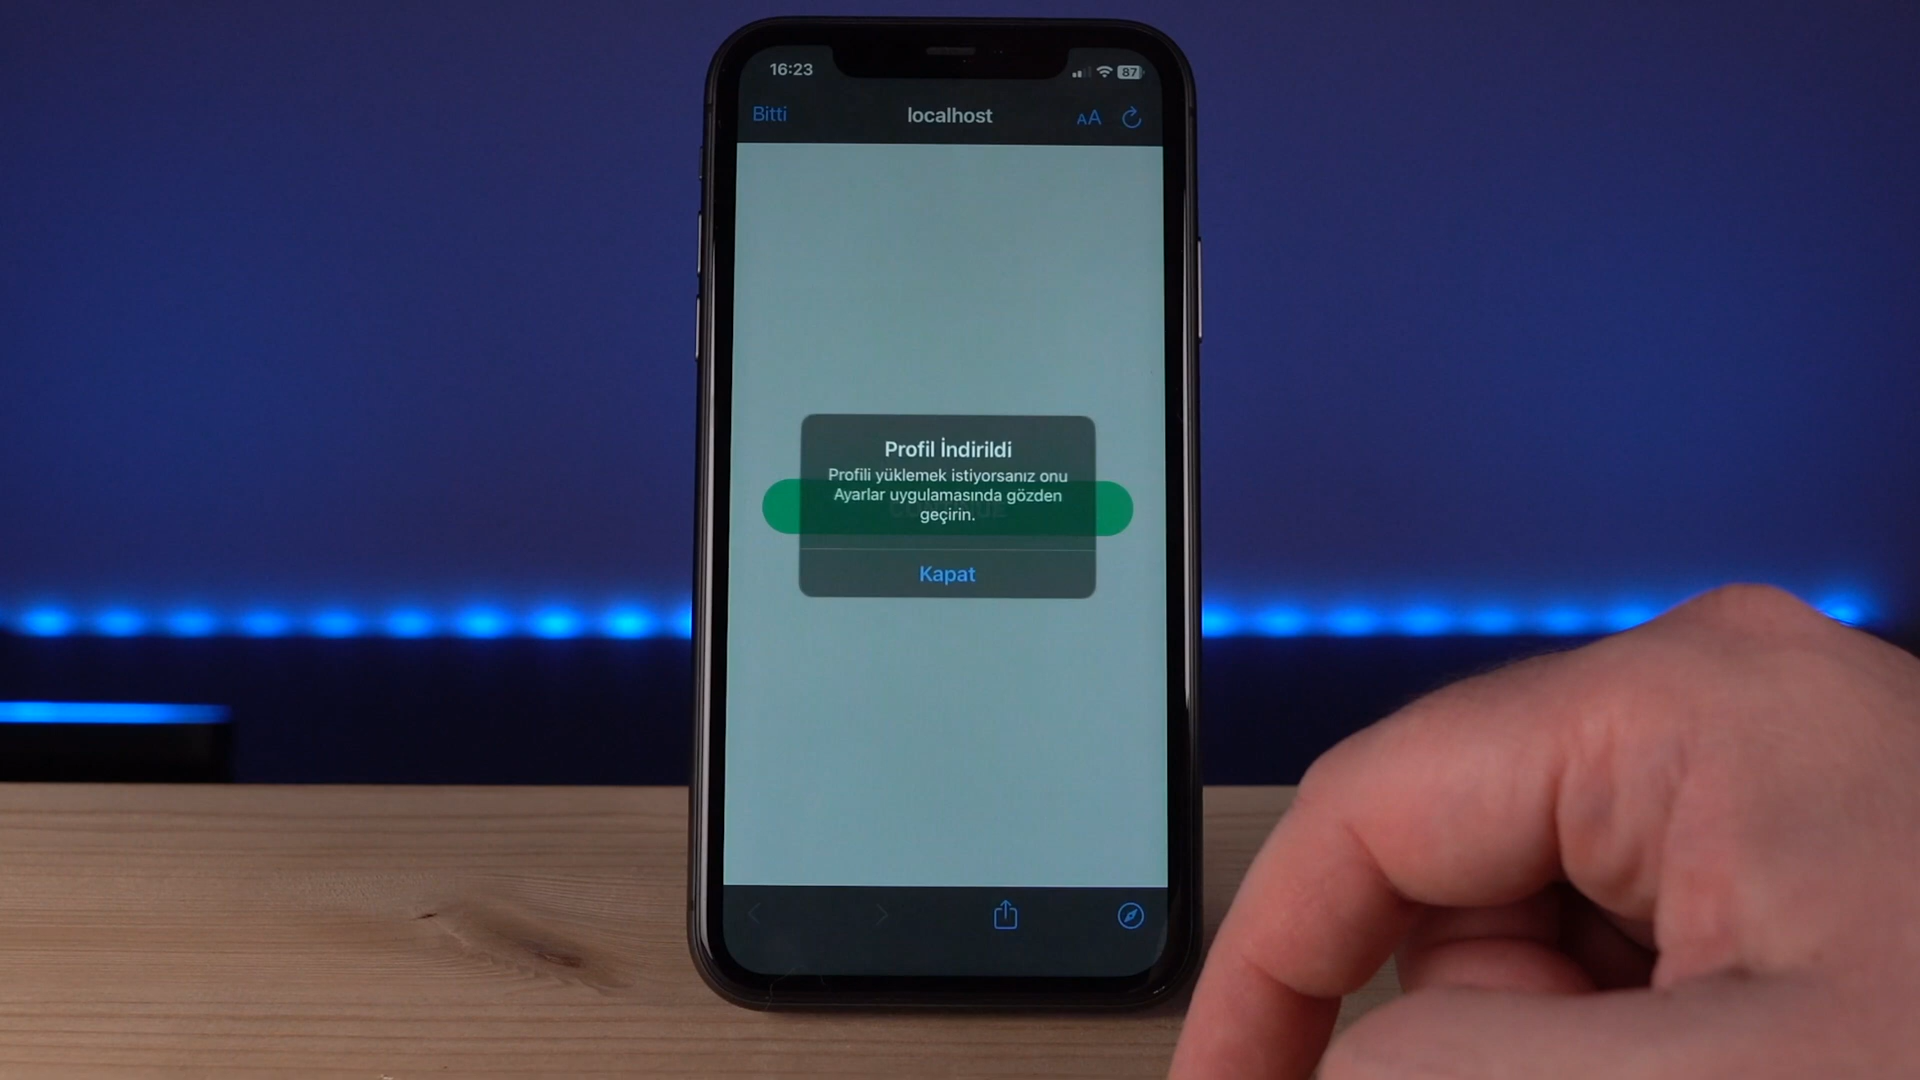 16:23
87
Bitti
localhost
AA
Profil İndirildi
Profili yüklemek istiyorsanız onu
Ayarlar uygulamasında gözden
geçirin.
Kapat